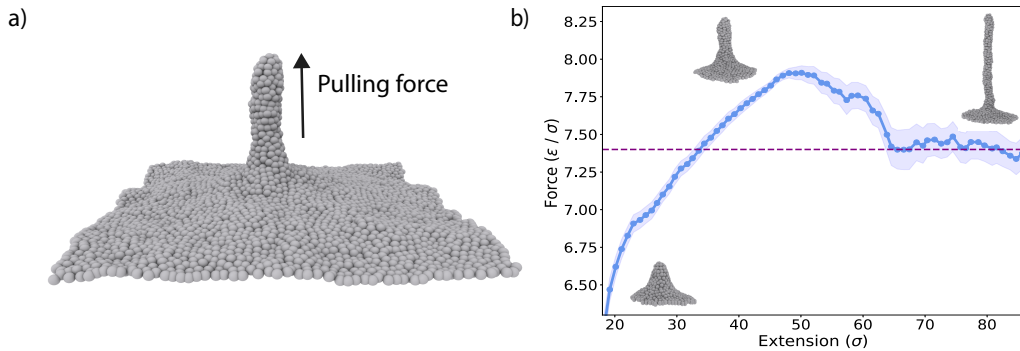 a)
Pulling force
b)
Force (ε / σ)
8.25
8.00
7.75
7.50
7.25
7.00
6.75
6.50
20 30 40 50 60 70 80
Extension (σ)